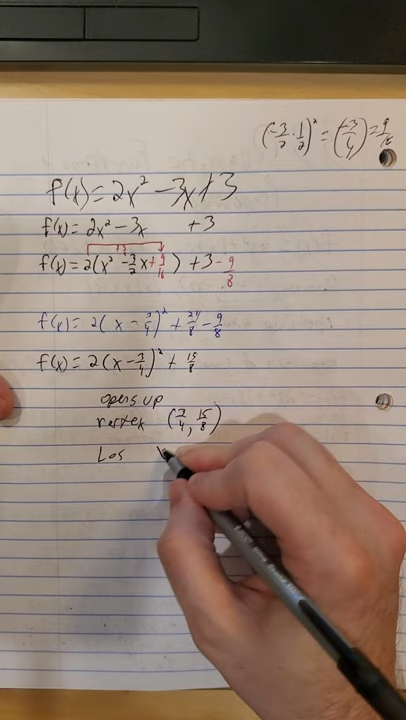 (-3/2 · 1/2)² = (-3/4)² = 9/16
f(x) = 2x² - 3x + 3
f(x) = 2x² - 3x + 3
f(x) = 2(x² - 3/2x + 9/16) + 3 - 9/8
f(x) = 2(x - 3/4)² + 24/8 - 9/8
f(x) = 2(x - 3/4)² + 15/8
opens up
vertex (3/4, 15/8)
Los